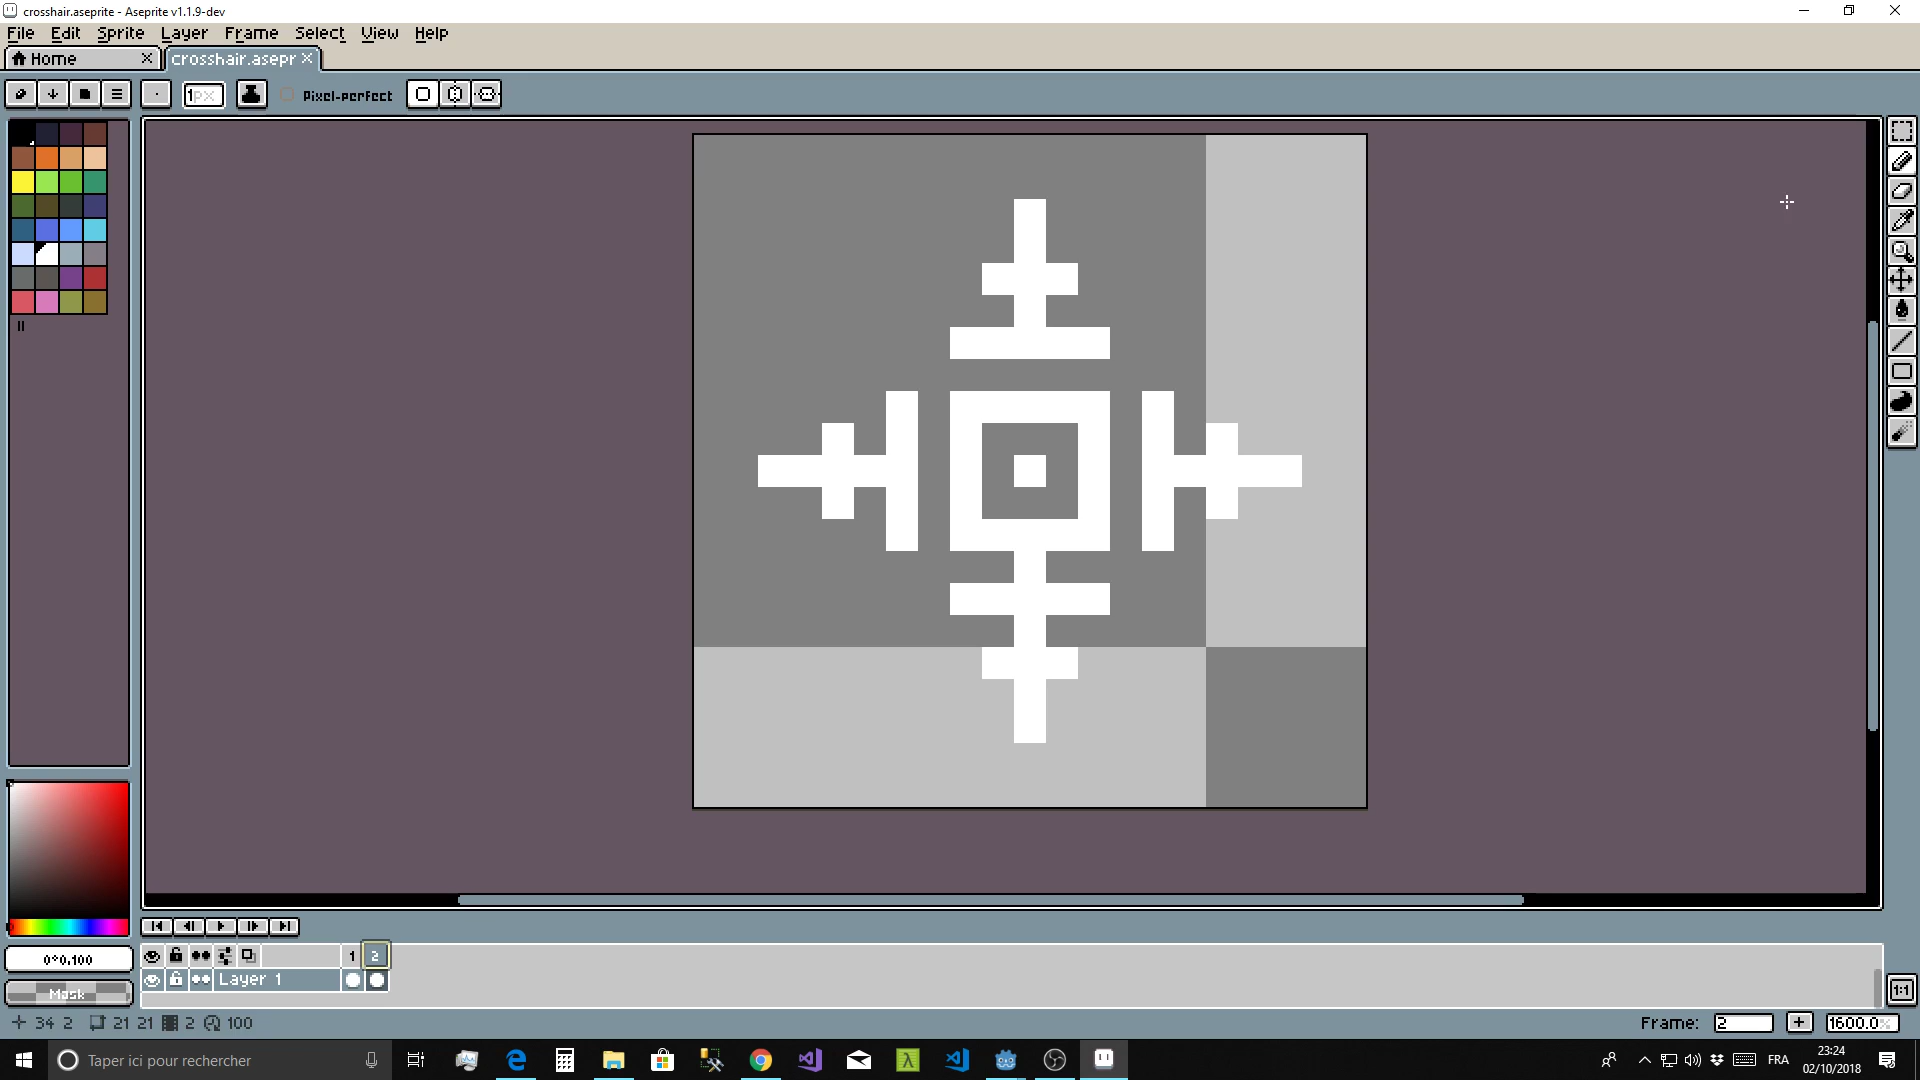 crosshair.aseprite - Aseprite v1.1.9-dev
File Edit Sprite Layer Frame Select View Help
Home crosshair.asepr
1px Pixel-perfect
1 2
Layer 1
0°0,100
Mask
34 2 21 21 2 100
Frame: 2 1600.0%
1:1
Taper ici pour rechercher
FRA
23:24
02/10/2018